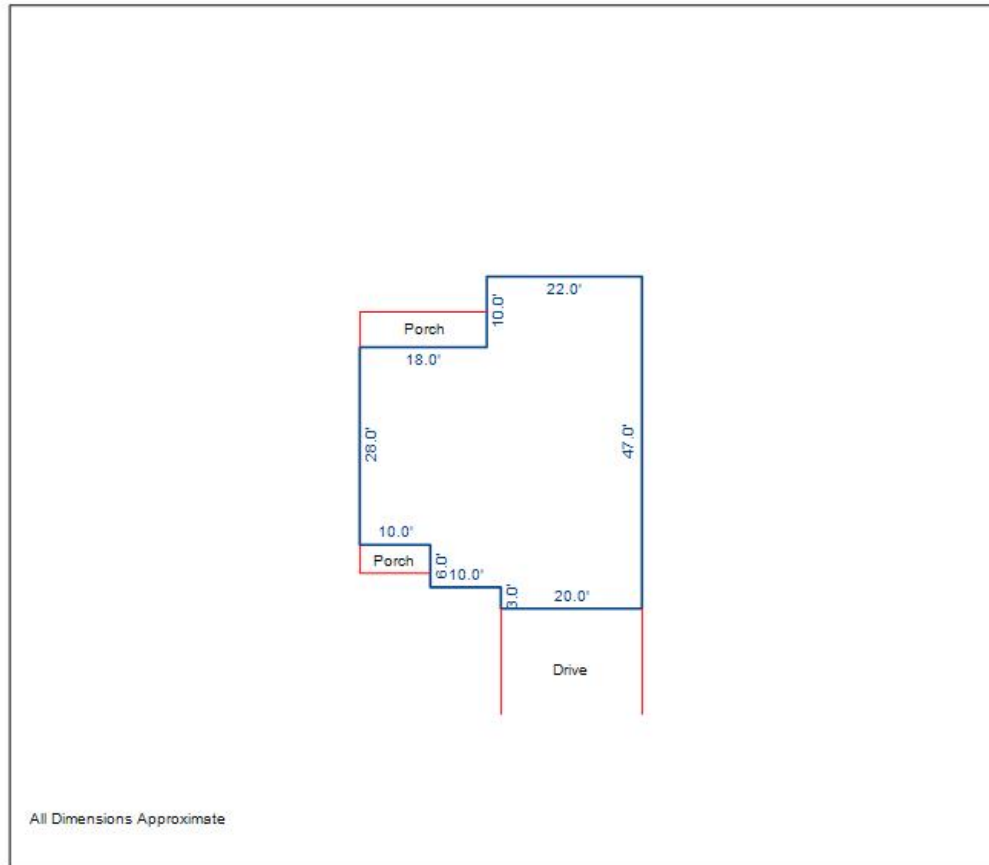 22.0'
10.0'
Porch
18.0'
28.0'
47.0'
10.0'
Porch
6.0'
10.0'
3.0'
20.0'
Drive
All Dimensions Approximate